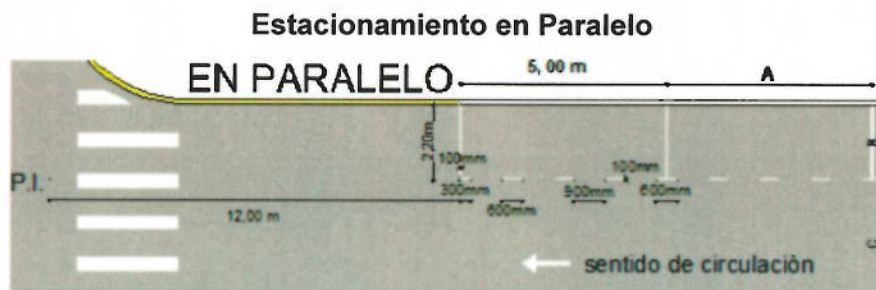 Estacionamiento en Paralelo
EN PARALELO
5, 00 m
A
2,20m
100mm
100mm
P.I.
300mm
900mm
600mm
600mm
12,00 m
C
sentido de circulaciòn